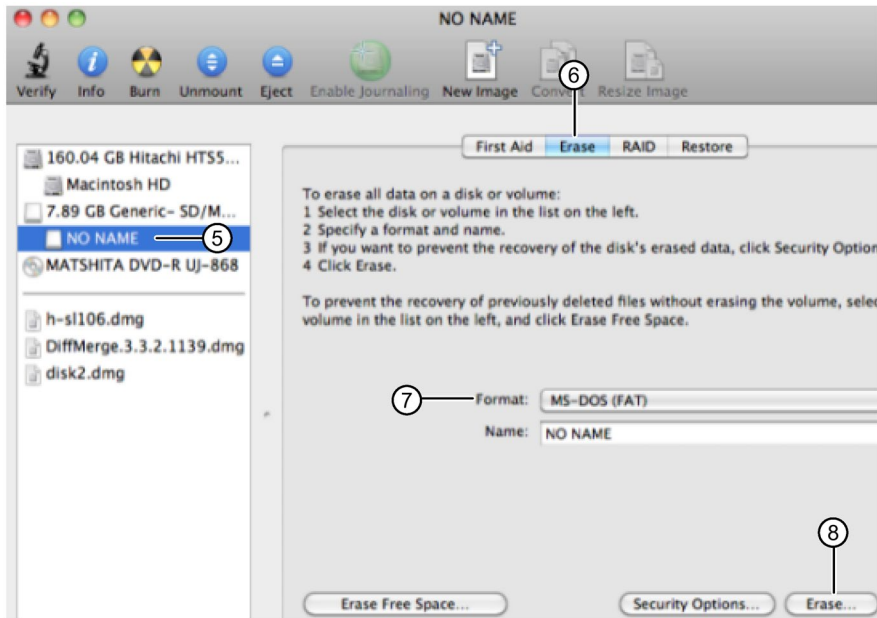 NO NAME
Verify Info Burn Unmount Eject Enable Journaling New Image Convert Resize Image
6
First Aid Erase RAID Restore
160.04 GB Hitachi HTS5...
Macintosh HD
7.89 GB Generic- SD/M...
NO NAME 5
MATSHITA DVD-R UJ-868
h-sl106.dmg
DiffMerge.3.3.2.1139.dmg
disk2.dmg
To erase all data on a disk or volume:
1 Select the disk or volume in the list on the left.
2 Specify a format and name.
3 If you want to prevent the recovery of the disk's erased data, click Security Option
4 Click Erase.
To prevent the recovery of previously deleted files without erasing the volume, selec
volume in the list on the left, and click Erase Free Space.
7 Format: MS-DOS (FAT)
Name: NO NAME
8
Erase Free Space... Security Options... Erase...